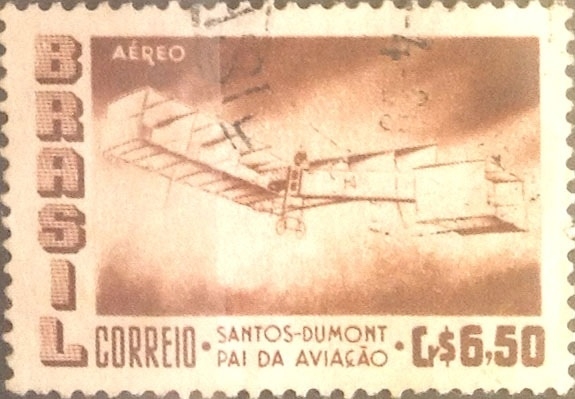 BRASIL
AÉREO
CORREIO • SANTOS-DUMONT
PAI DA AVIAÇÃO • Cr$6,50